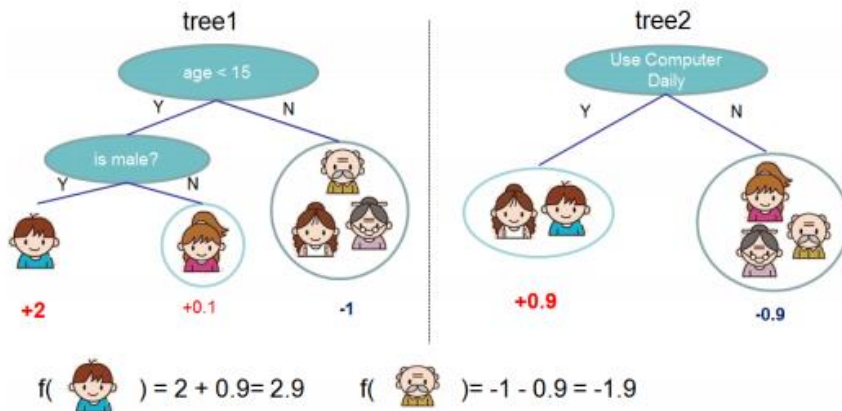 tree1
age < 15
Y
N
is male?
Y
N
+2
+0.1
-1
tree2
Use Computer
Daily
Y
N
+0.9
-0.9
f( ) = 2 + 0.9= 2.9
f( )= -1 - 0.9 = -1.9